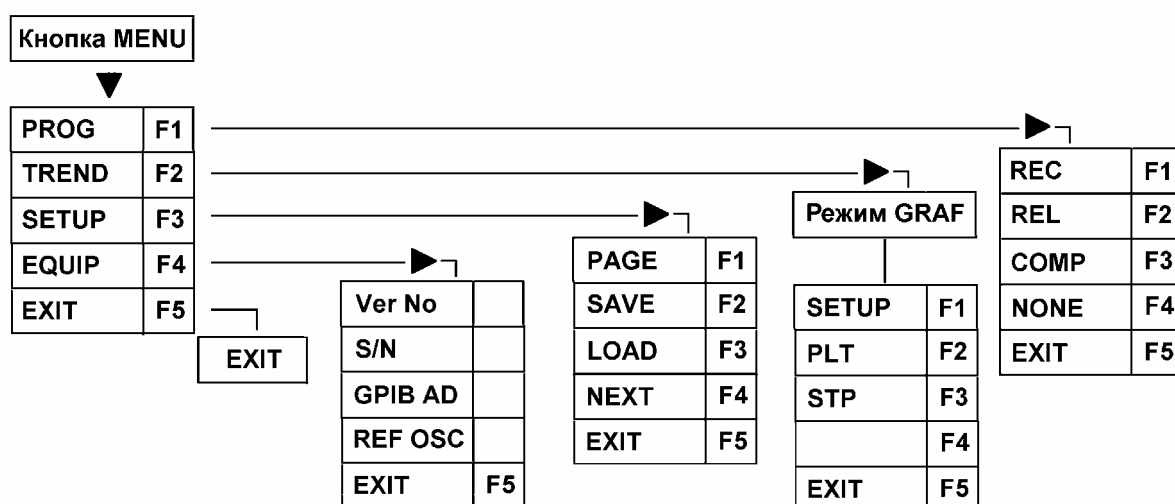 Кнопка MENU
PROG F1
TREND F2
SETUP F3
EQUIP F4
EXIT F5
EXIT
Ver No
S/N
GPIB AD
REF OSC
EXIT F5
PAGE F1
SAVE F2
LOAD F3
NEXT F4
EXIT F5
Режим GRAF
SETUP F1
PLT F2
STP F3
F4
EXIT F5
REC F1
REL F2
COMP F3
NONE F4
EXIT F5